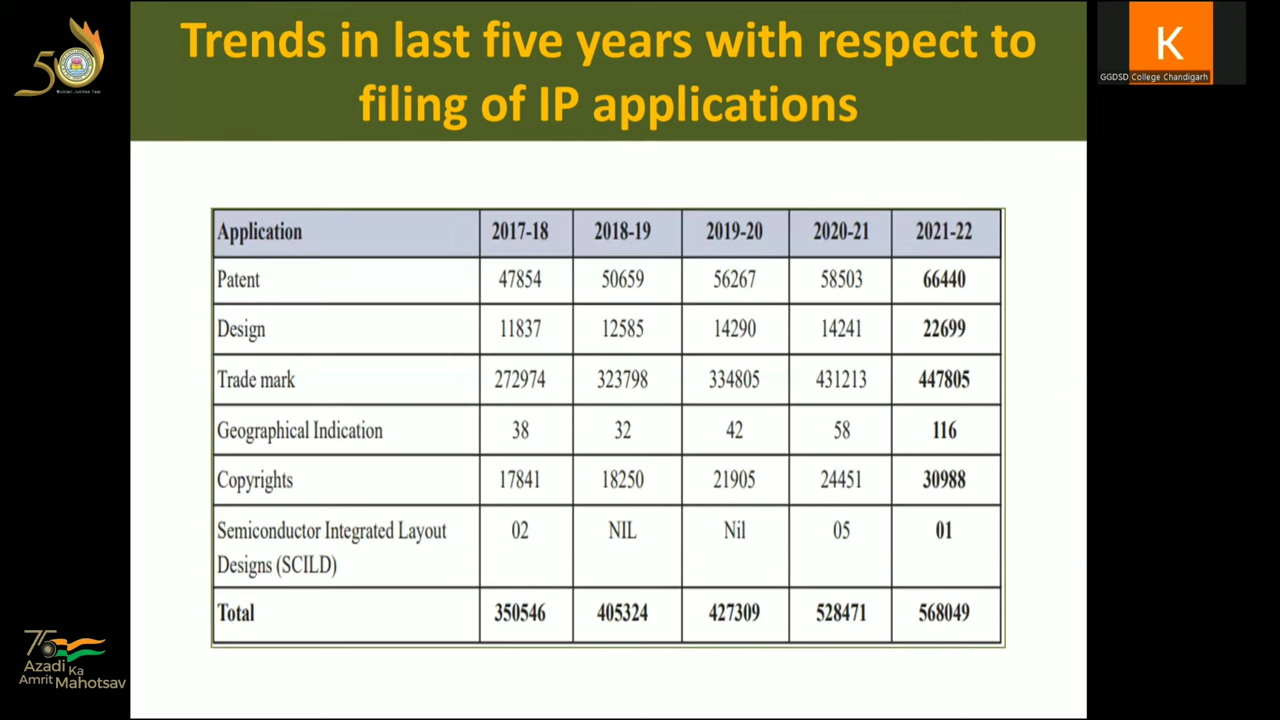 Trends in last five years with respect to
filing of IP applications
50
Golden Jubilee Year
K
GGDSD College Chandigarh
Application 2017-18 2018-19 2019-20 2020-21 2021-22
Patent 47854 50659 56267 58503 66440
Design 11837 12585 14290 14241 22699
Trade mark 272974 323798 334805 431213 447805
Geographical Indication 38 32 42 58 116
Copyrights 17841 18250 21905 24451 30988
Semiconductor Integrated Layout 02 NIL Nil 05 01
Designs (SCILD)
Total 350546 405324 427309 528471 568049
75
Azadi
Ka
Amrit Mahotsav